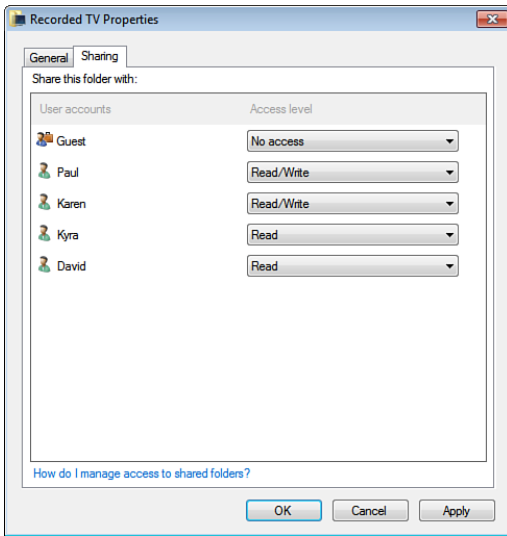 Recorded TV Properties
General Sharing
Share this folder with:
User accounts Access level
Guest No access
Paul Read/Write
Karen Read/Write
Kyra Read
David Read
How do I manage access to shared folders?
OK Cancel Apply